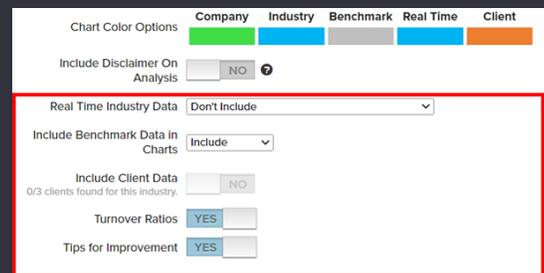 Company Industry Benchmark Real Time Client
Chart Color Options
Include Disclaimer On
Analysis
NO ?
Real Time Industry Data Don't Include
Include Benchmark Data in
Charts
Include
Include Client Data
0/3 clients found for this industry.
NO
Turnover Ratios YES
Tips for Improvement YES